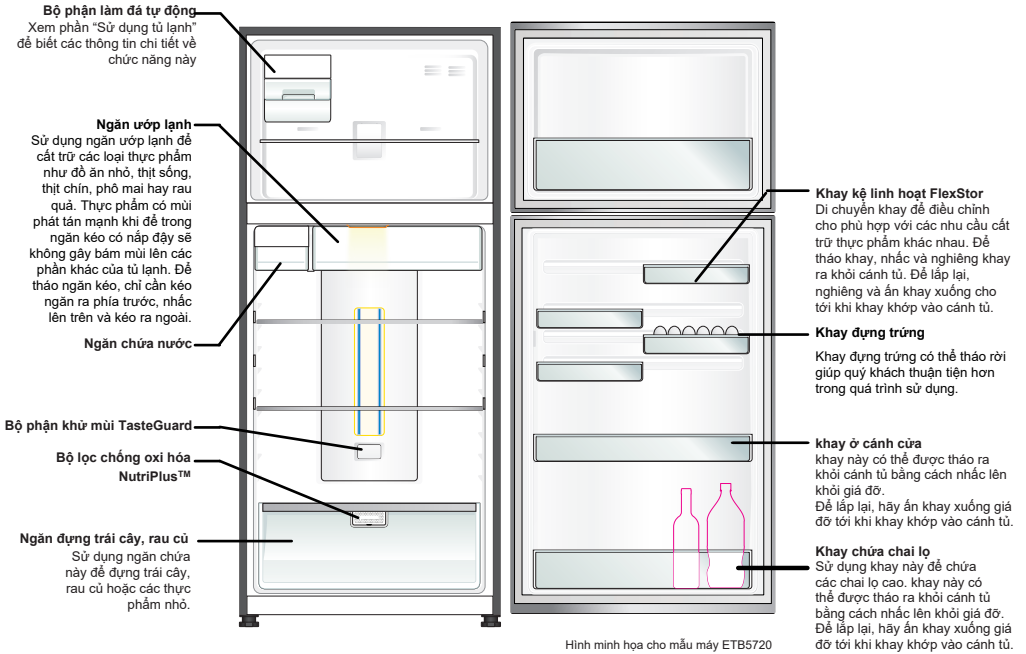 Bộ phận làm đá tự động
Xem phần “Sử dụng tủ lạnh”
để biết các thông tin chi tiết về
chức năng này
Ngăn ướp lạnh
Sử dụng ngăn ướp lạnh để
cất trữ các loại thực phẩm
như đồ ăn nhỏ, thịt sống,
thịt chín, phô mai hay rau
quả. Thực phẩm có mùi
phát tán mạnh khi để trong
ngăn kéo có nắp đậy sẽ
không gây bám mùi lên các
phần khác của tủ lạnh. Để
tháo ngăn kéo, chỉ cần kéo
ngăn ra phía trước, nhấc
lên trên và kéo ra ngoài.
Ngăn chứa nước
Bộ phận khử mùi TasteGuard
Bộ lọc chống oxi hóa
NutriPlus™
Ngăn đựng trái cây, rau củ
Sử dụng ngăn chứa
này để đựng trái cây,
rau củ hoặc các thực
phẩm nhỏ.
Khay kệ linh hoạt FlexStor
Di chuyển khay để điều chỉnh
cho phù hợp với các nhu cầu cất
trữ thực phẩm khác nhau. Để
tháo khay, nhấc và nghiêng khay
ra khỏi cánh tủ. Để lắp lại,
nghiêng và ấn khay xuống cho
tới khi khay khớp vào cánh tủ.
Khay đựng trứng
Khay đựng trứng có thể tháo rời
giúp quý khách thuận tiện hơn
trong quá trình sử dụng.
khay ở cánh cửa
khay này có thể được tháo ra
khỏi cánh tủ bằng cách nhấc lên
khỏi giá đỡ.
Để lắp lại, hãy ấn khay xuống giá
đỡ tới khi khay khớp vào cánh tủ.
Khay chứa chai lọ
Sử dụng khay này để chứa
các chai lọ cao. khay này có
thể được tháo ra khỏi cánh tủ
bằng cách nhấc lên khỏi giá đỡ.
Để lắp lại, hãy ấn khay xuống giá
đỡ tới khi khay khớp vào cánh tủ.
Hình minh họa cho mẫu máy ETB5720